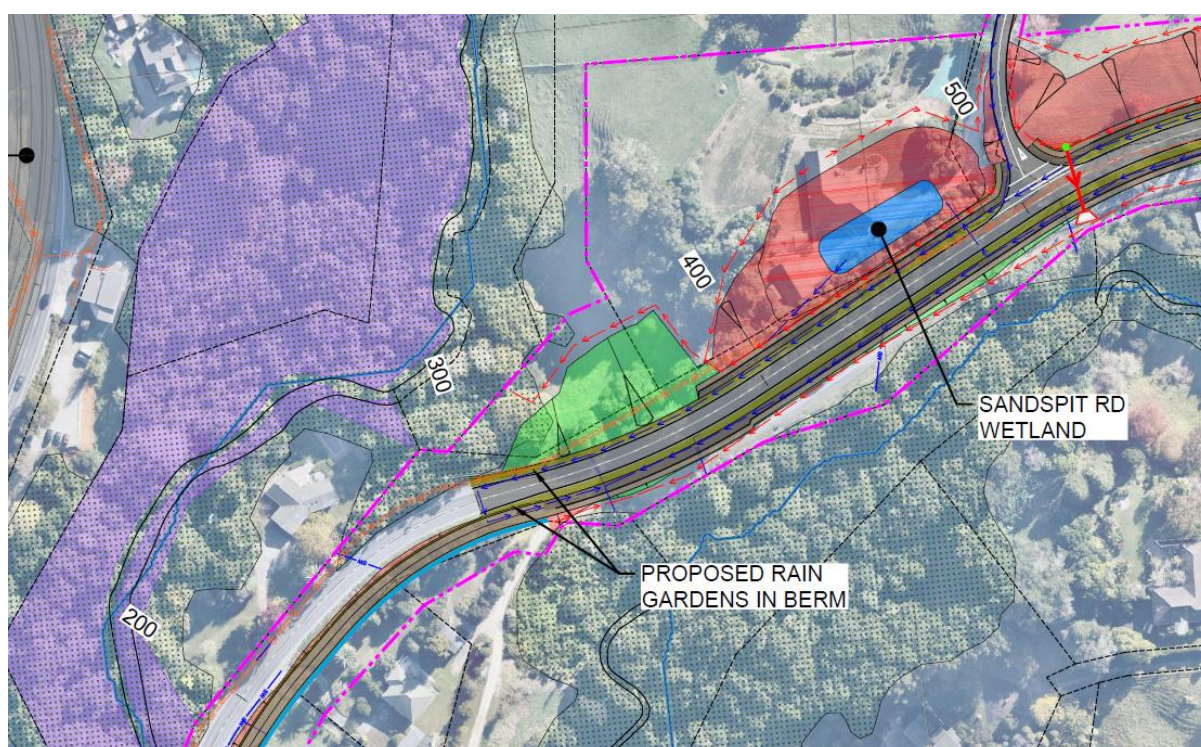 500
400
300
SANDSPIT RD
WETLAND
PROPOSED RAIN
GARDENS IN BERM
200